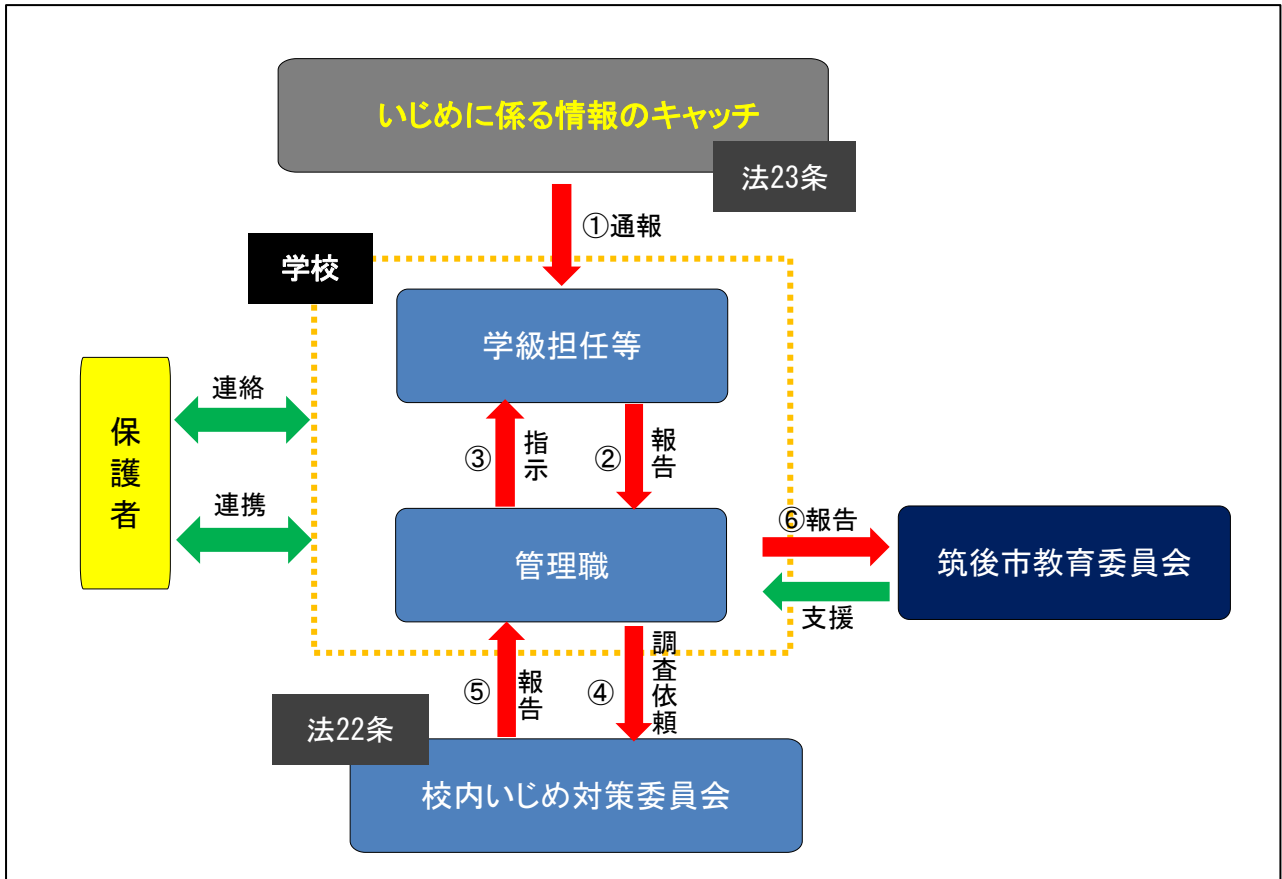 いじめに係る情報のキャッチ
法23条
①通報
学校
学級担任等
保護者
連絡
連携
③
指示
②
報告
管理職
⑥報告
支援
筑後市教育委員会
⑤
報告
④
調査依頼
法22条
校内いじめ対策委員会